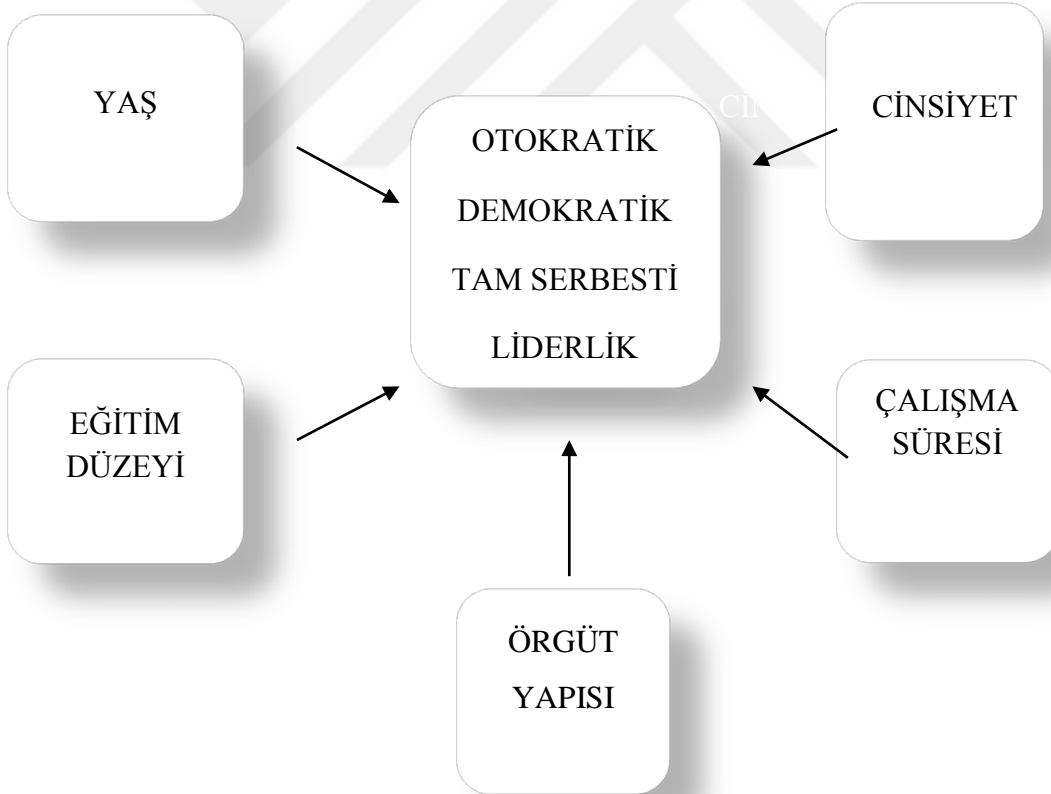 YAŞ
CİNSİYET
OTOKRATİK
DEMOKRATİK
TAM SERBESTİ
LİDERLİK
EĞİTİM
DÜZEYİ
ÇALIŞMA
SÜRESİ
ÖRGÜT
YAPISI